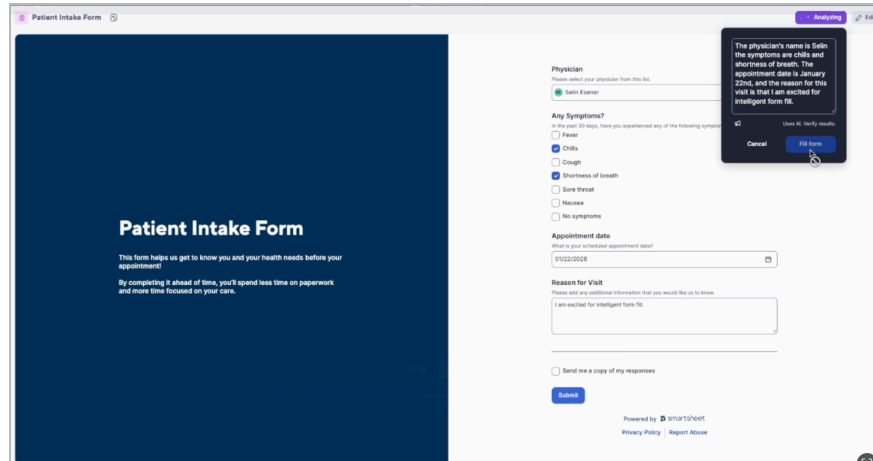 Patient Intake Form
Analyzing
The physician's name is Selin
the symptoms are chills and
shortness of breath. The
appointment date is January
22nd, and the reason for this
visit is that I am excited for
intelligent form fill.
Uses AI. Verify results.
Cancel
Fill form
Patient Intake Form
This form helps us get to know you and your health needs before your
appointment!
By completing it ahead of time, you'll spend less time on paperwork
and more time focused on your care.
Physician
Please select your physician from this list.
Selin Esener
Any Symptoms?
In the past 30 days, have you experienced any of the following
Fever
Chills
Cough
Shortness of breath
Sore throat
Nausea
No symptoms
Appointment date
What is your scheduled appointment date?
01/22/2026
Reason for Visit
Please add any additional information that you would like us to know.
I am excited for intelligent form fill.
Send me a copy of my responses
Submit
Powered by smartsheet
Privacy Policy | Report Abuse